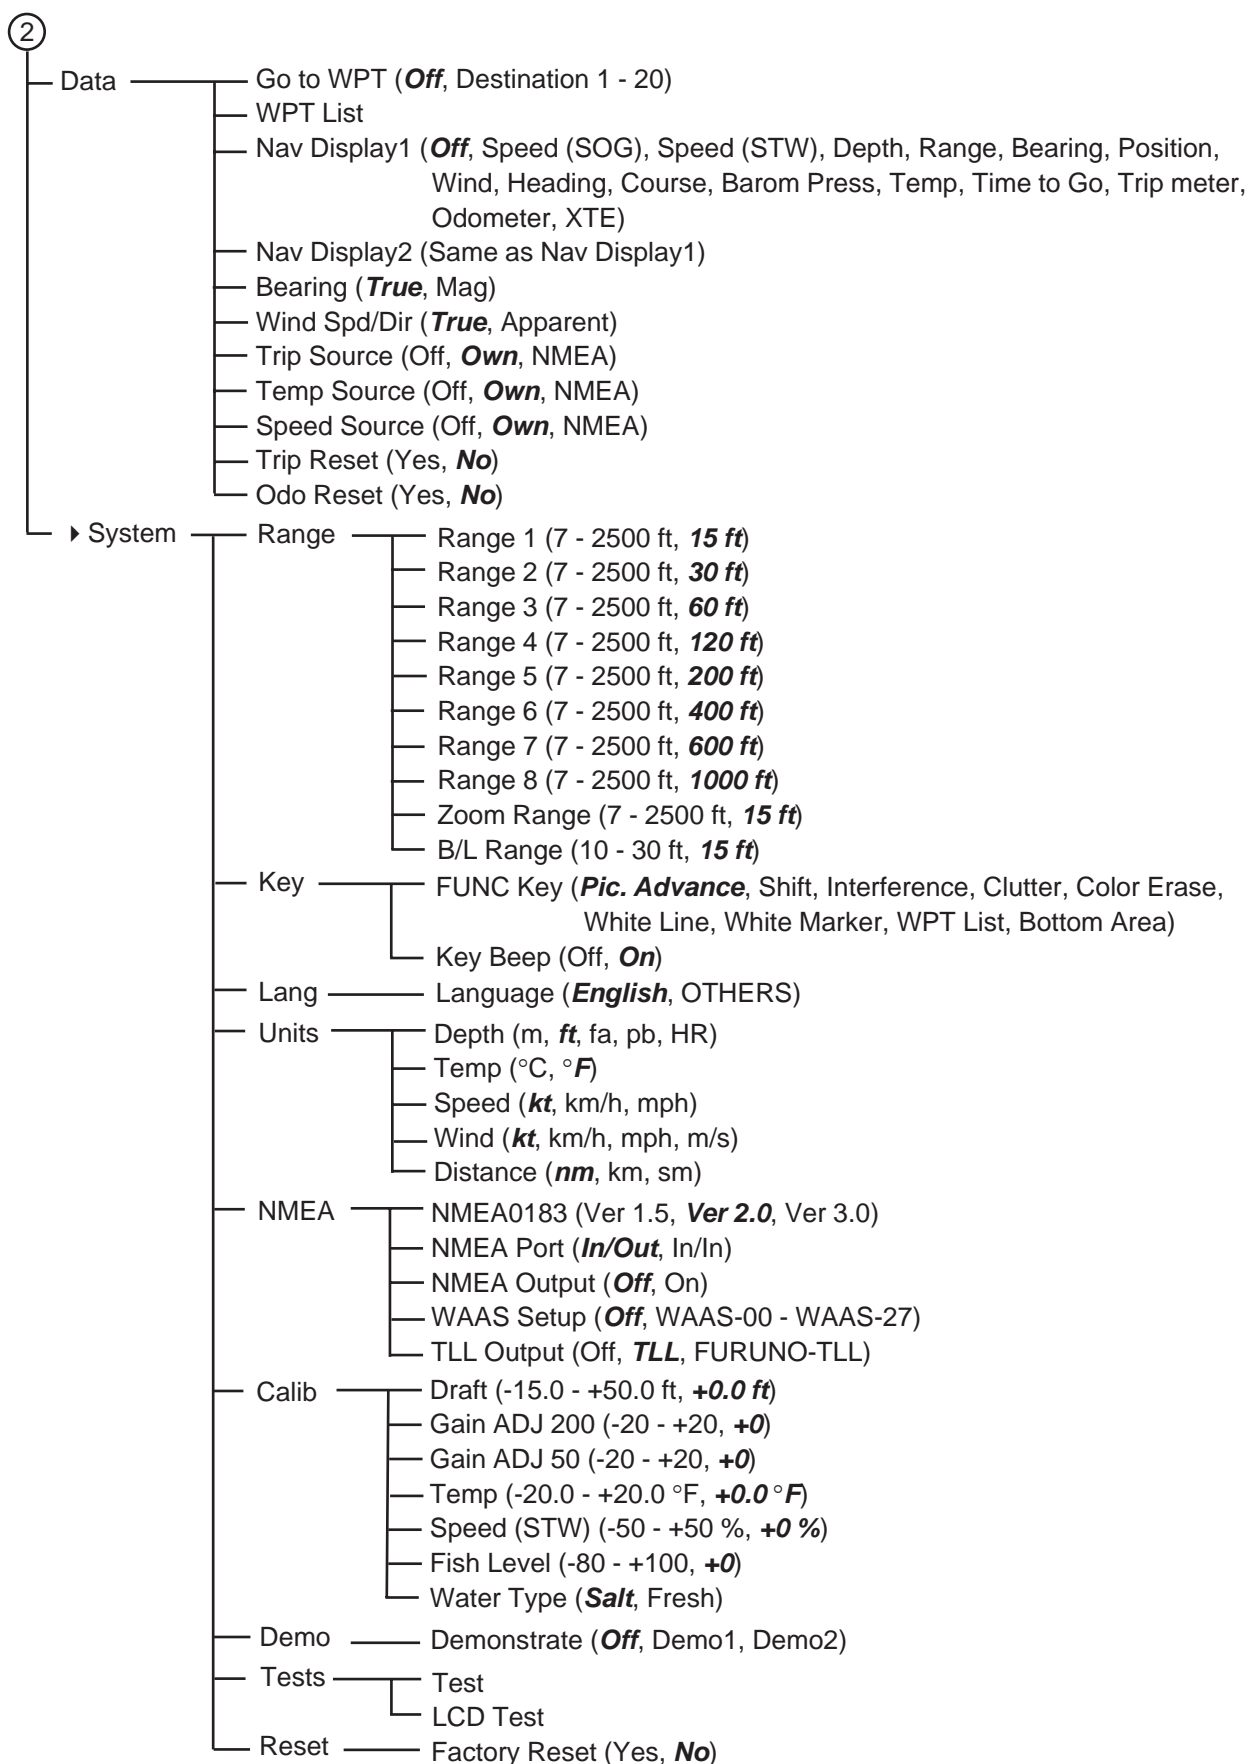 2
Data
Go to WPT (Off, Destination 1 - 20)
WPT List
Nav Display1 (Off, Speed (SOG), Speed (STW), Depth, Range, Bearing, Position,
Wind, Heading, Course, Barom Press, Temp, Time to Go, Trip meter,
Odometer, XTE)
Nav Display2 (Same as Nav Display1)
Bearing (True, Mag)
Wind Spd/Dir (True, Apparent)
Trip Source (Off, Own, NMEA)
Temp Source (Off, Own, NMEA)
Speed Source (Off, Own, NMEA)
Trip Reset (Yes, No)
Odo Reset (Yes, No)
System
Range
Range 1 (7 - 2500 ft, 15 ft)
Range 2 (7 - 2500 ft, 30 ft)
Range 3 (7 - 2500 ft, 60 ft)
Range 4 (7 - 2500 ft, 120 ft)
Range 5 (7 - 2500 ft, 200 ft)
Range 6 (7 - 2500 ft, 400 ft)
Range 7 (7 - 2500 ft, 600 ft)
Range 8 (7 - 2500 ft, 1000 ft)
Zoom Range (7 - 2500 ft, 15 ft)
B/L Range (10 - 30 ft, 15 ft)
Key
FUNC Key (Pic. Advance, Shift, Interference, Clutter, Color Erase,
White Line, White Marker, WPT List, Bottom Area)
Key Beep (Off, On)
Lang
Language (English, OTHERS)
Units
Depth (m, ft, fa, pb, HR)
Temp (°C, °F)
Speed (kt, km/h, mph)
Wind (kt, km/h, mph, m/s)
Distance (nm, km, sm)
NMEA
NMEA0183 (Ver 1.5, Ver 2.0, Ver 3.0)
NMEA Port (In/Out, In/In)
NMEA Output (Off, On)
WAAS Setup (Off, WAAS-00 - WAAS-27)
TLL Output (Off, TLL, FURUNO-TLL)
Calib
Draft (-15.0 - +50.0 ft, +0.0 ft)
Gain ADJ 200 (-20 - +20, +0)
Gain ADJ 50 (-20 - +20, +0)
Temp (-20.0 - +20.0 °F, +0.0 °F)
Speed (STW) (-50 - +50 %, +0 %)
Fish Level (-80 - +100, +0)
Water Type (Salt, Fresh)
Demo
Demonstrate (Off, Demo1, Demo2)
Tests
Test
LCD Test
Reset
Factory Reset (Yes, No)